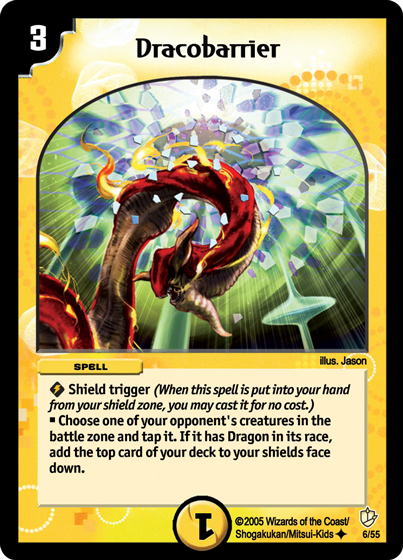 3
Dracobarrier
illus. Jason
SPELL
Shield trigger (When this spell is put into your hand
from your shield zone, you may cast it for no cost.)
▪ Choose one of your opponent's creatures in the
battle zone and tap it. If it has Dragon in its race,
add the top card of your deck to your shields face
down.
1
©2005 Wizards of the Coast/
Shogakukan/Mitsui-Kids
6/55